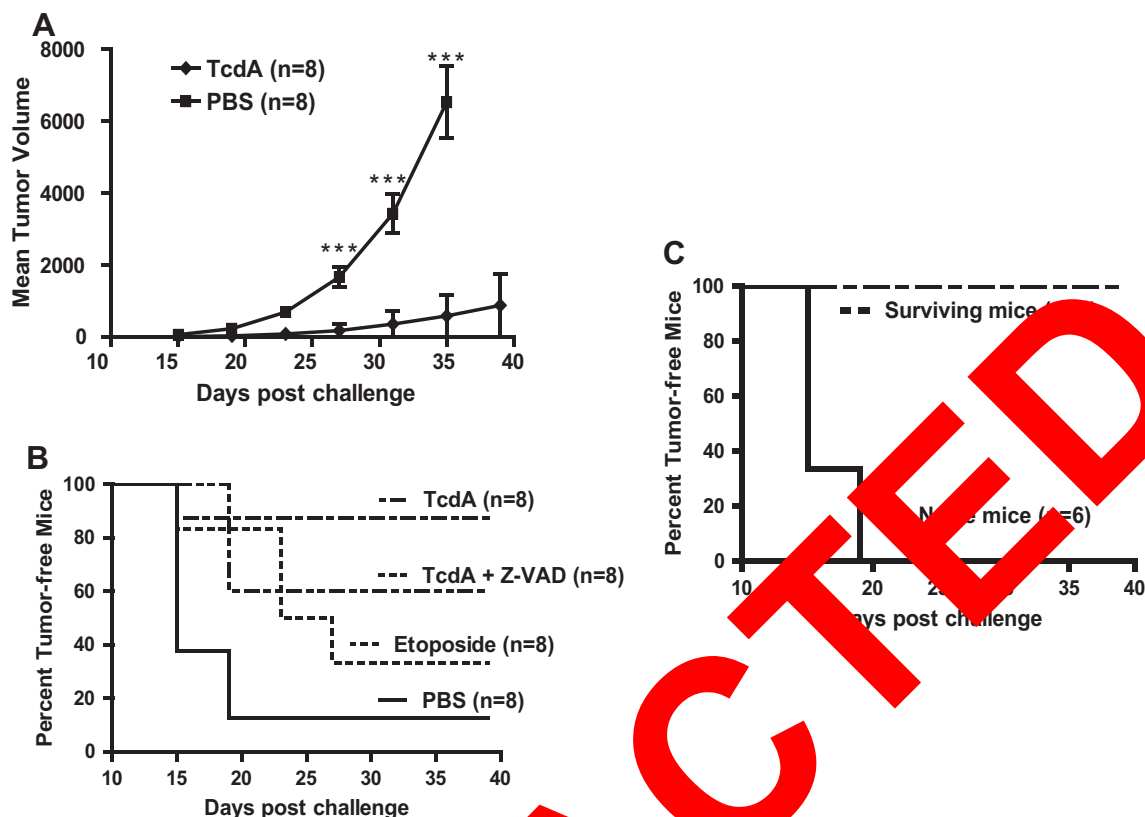 A
8000
6000
4000
2000
0
Mean Tumor Volume
TcdA (n=8)
PBS (n=8)
***
***
***
10 15 20 25 30 35 40
Days post challenge
B
100
80
60
40
20
0
Percent Tumor-free Mice
TcdA (n=8)
TcdA + Z-VAD (n=8)
Etoposide (n=8)
PBS (n=8)
10 15 20 25 30 35 40
Days post challenge
C
100
80
60
40
20
0
Percent Tumor-free Mice
Surviving mice
mice
10 20 35 40
post challenge
CTED